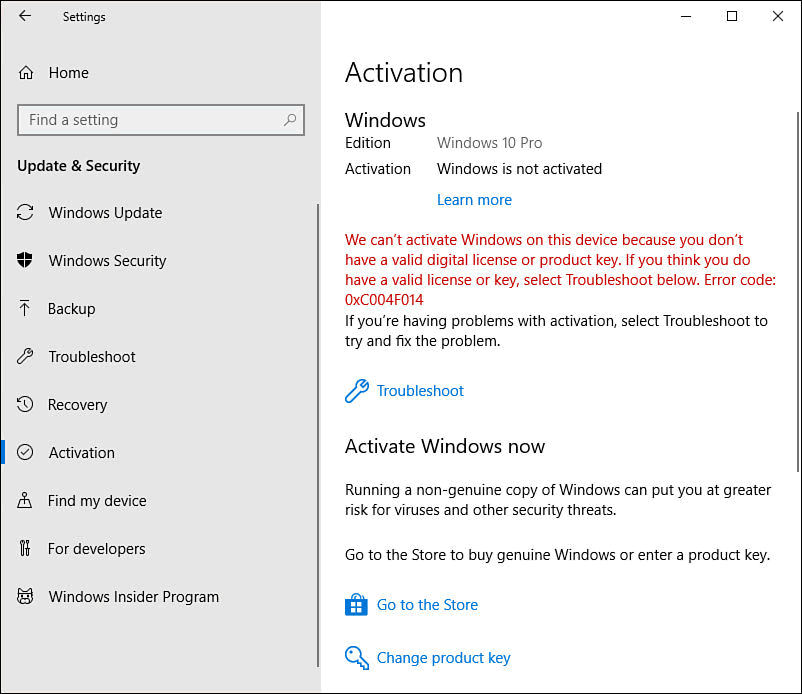 Settings
Home
Find a setting
Update & Security
Windows Update
Windows Security
Backup
Troubleshoot
Recovery
Activation
Find my device
For developers
Windows Insider Program
Activation
Windows
Edition Windows 10 Pro
Activation Windows is not activated
Learn more
We can’t activate Windows on this device because you don’t
have a valid digital license or product key. If you think you do
have a valid license or key, select Troubleshoot below. Error code:
0xC004F014
If you’re having problems with activation, select Troubleshoot to
try and fix the problem.
Troubleshoot
Activate Windows now
Running a non-genuine copy of Windows can put you at greater
risk for viruses and other security threats.
Go to the Store to buy genuine Windows or enter a product key.
Go to the Store
Change product key